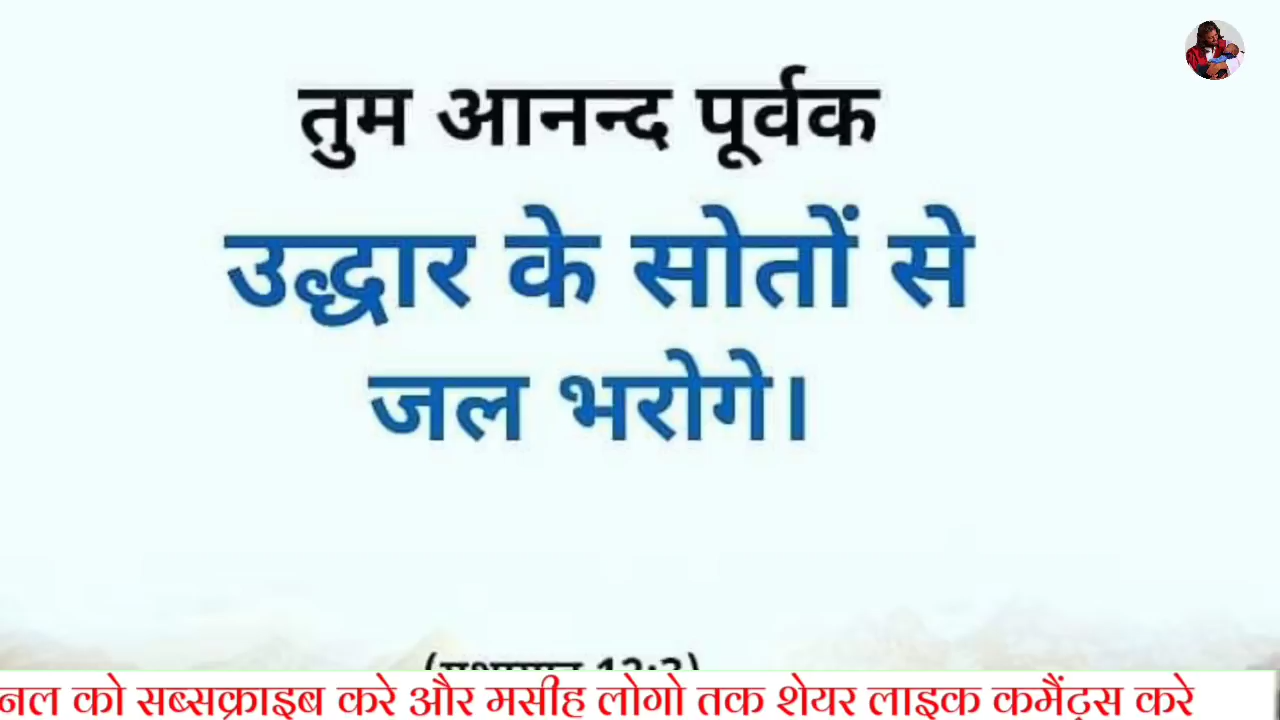 तुम आनन्द पूर्वक
उद्धार के सोतों से
जल भरोगे।
नल को सब्सक्राइब करे और मसीह लोगो तक शेयर लाइक कमैंट्स करे